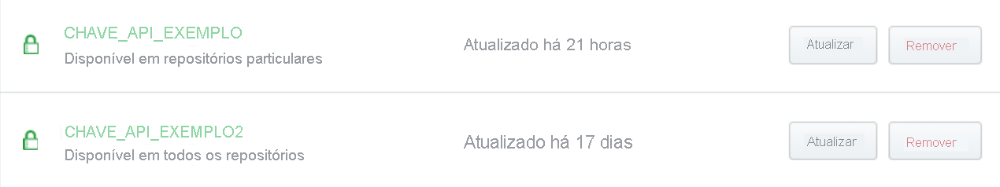 CHAVE_API_EXEMPLO
Disponível em repositórios particulares
Atualizado há 21 horas
Atualizar
Remover
CHAVE_API_EXEMPLO2
Disponível em todos os repositórios
Atualizado há 17 dias
Atualizar
Remover